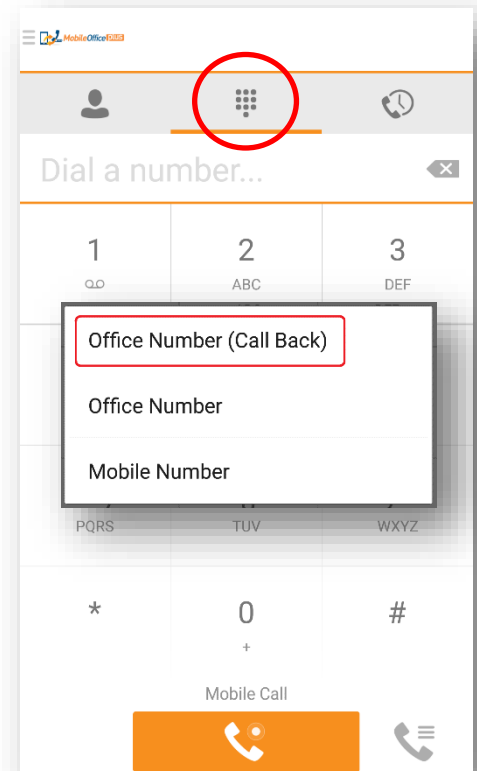 MobileOfficePLUS
Dial a number...
1 2 3
ABC DEF
Office Number (Call Back)
Office Number
Mobile Number
PQRS TUV WXYZ
* 0 #
+
Mobile Call